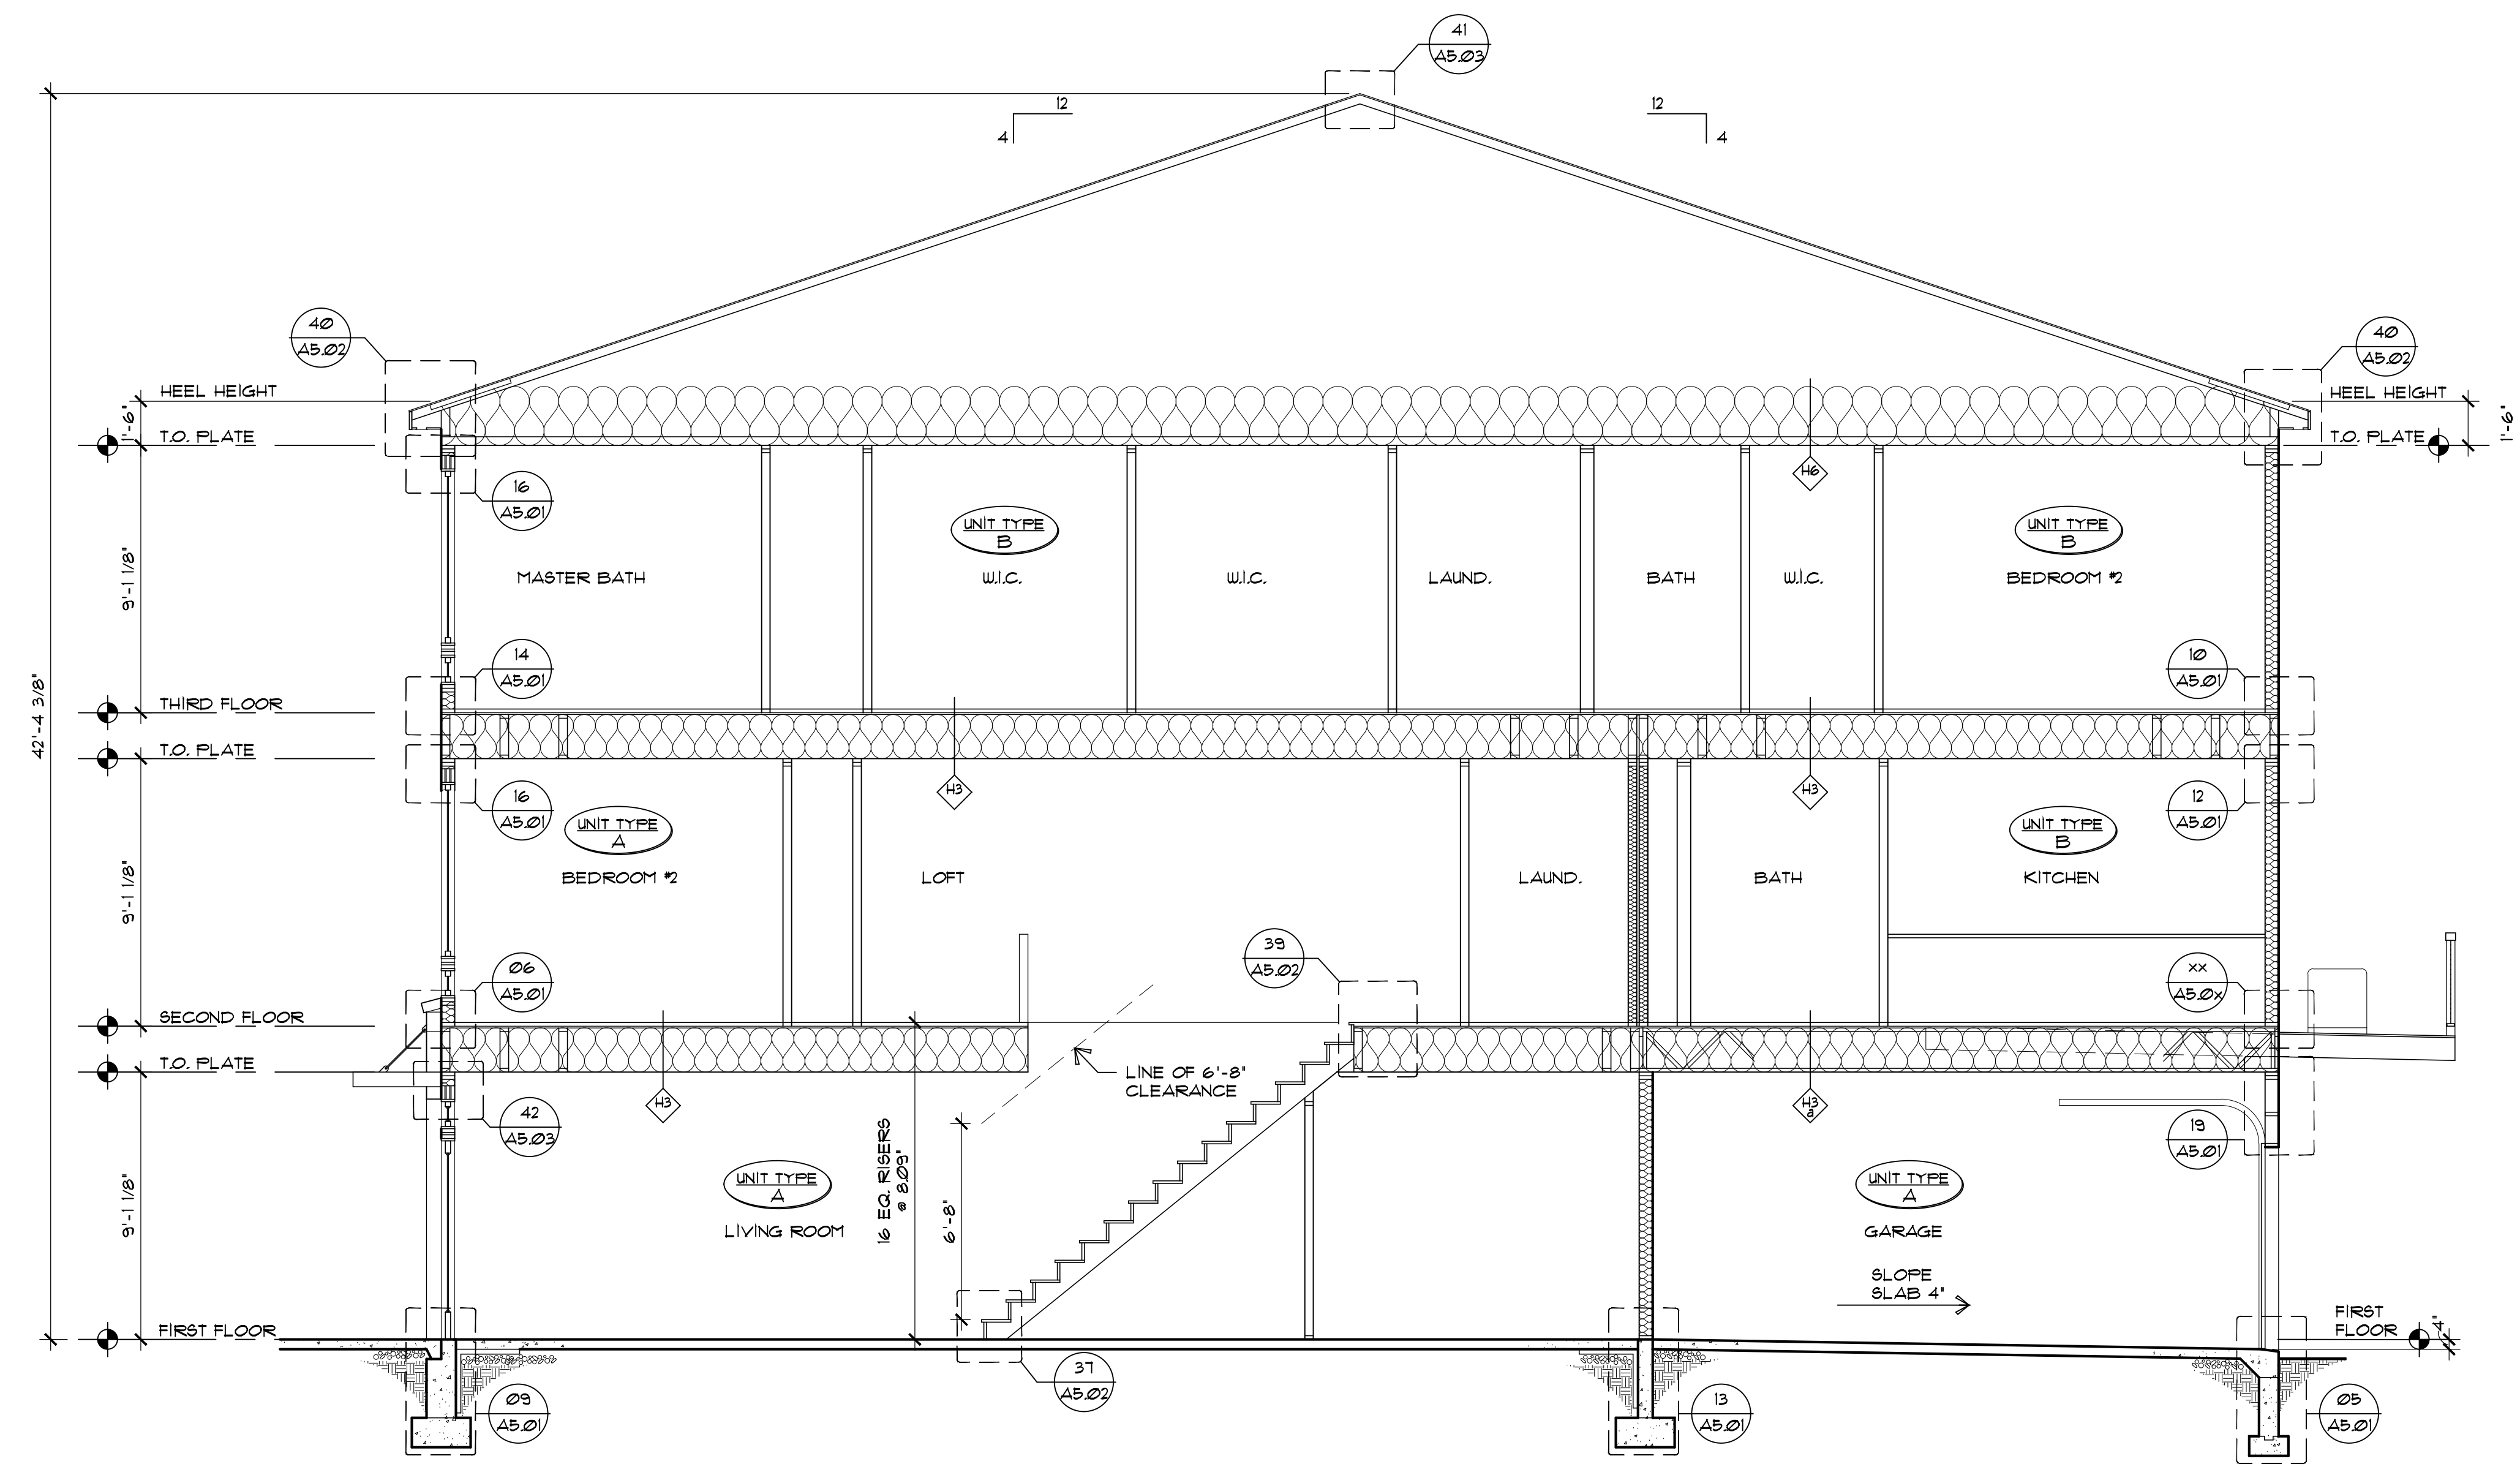 41
A5.03
12
4
12
4
40
A5.02
40
A5.02
HEEL HEIGHT
1'-6"
T.O. PLATE
HEEL HEIGHT
1'-6"
T.O. PLATE
16
A5.01
H6
UNIT TYPE
B
UNIT TYPE
B
9'-1 1/8"
MASTER BATH
W.I.C.
W.I.C.
LAUND.
BATH
W.I.C.
BEDROOM #2
14
A5.01
10
A5.01
42'-4 3/8"
THIRD FLOOR
T.O. PLATE
16
A5.01
H3
H3
12
A5.01
UNIT TYPE
A
UNIT TYPE
B
9'-1 1/8"
BEDROOM #2
LOFT
LAUND.
BATH
KITCHEN
39
A5.02
06
A5.01
XX
A5.0X
SECOND FLOOR
T.O. PLATE
LINE OF 6'-8"
CLEARANCE
H3
H3
a
42
A5.03
19
A5.01
16 EQ. RISERS
@ 8.09"
6'-8"
9'-1 1/8"
UNIT TYPE
A
LIVING ROOM
UNIT TYPE
A
GARAGE
SLOPE
SLAB 4"
FIRST FLOOR
FIRST
FLOOR
4"
37
A5.02
09
A5.01
13
A5.01
05
A5.01